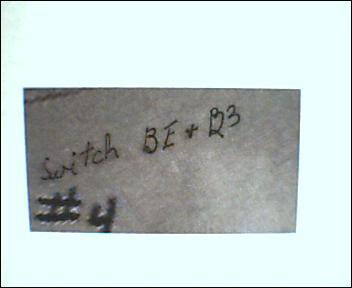 switch BE + B3
#4